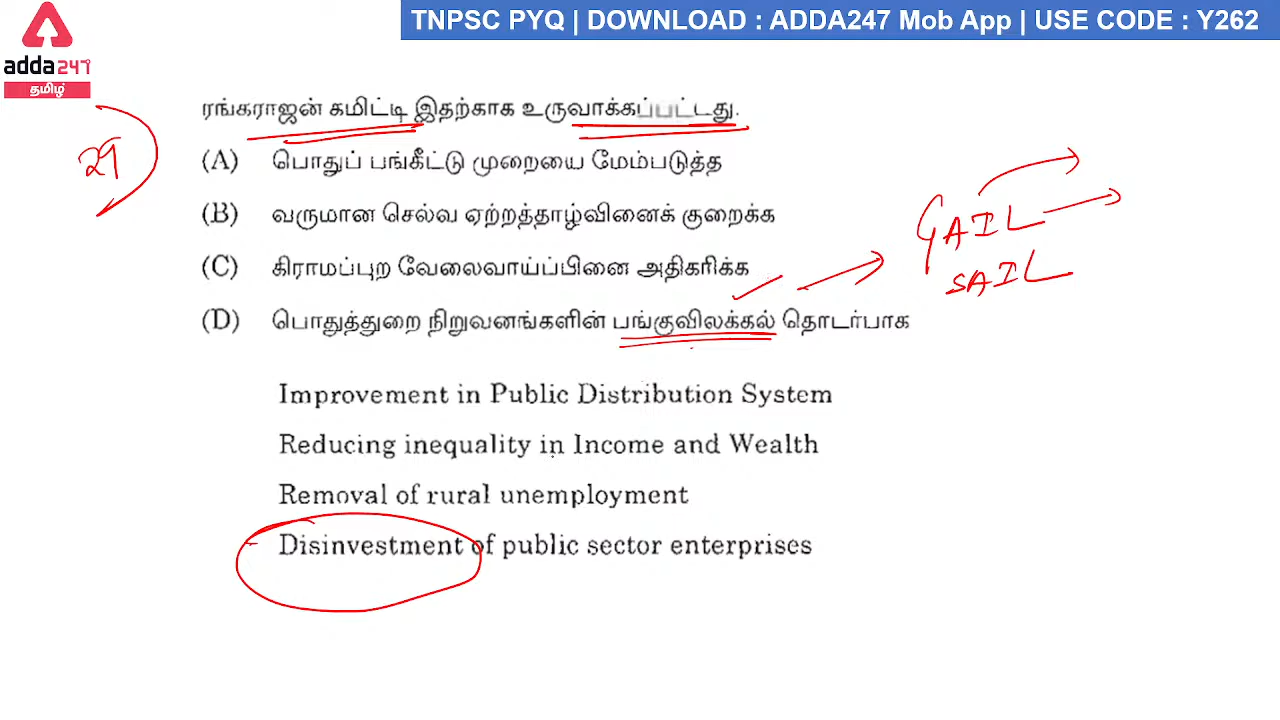 TNPSC PYQ | DOWNLOAD : ADDA247 Mob App | USE CODE : Y262
adda247
தமிழ்
29
ரங்கராஜன் கமிட்டி இதற்காக உருவாக்கப்பட்டது.
(A) பொதுப் பங்கீட்டு முறையை மேம்படுத்த
(B) வருமான செல்வ ஏற்றத்தாழ்வினைக் குறைக்க
(C) கிராமப்புற வேலைவாய்ப்பினை அதிகரிக்க
(D) பொதுத்துறை நிறுவனங்களின் பங்குவிலக்கல் தொடர்பாக
GAIL
SAIL
Improvement in Public Distribution System
Reducing inequality in Income and Wealth
Removal of rural unemployment
Disinvestment of public sector enterprises